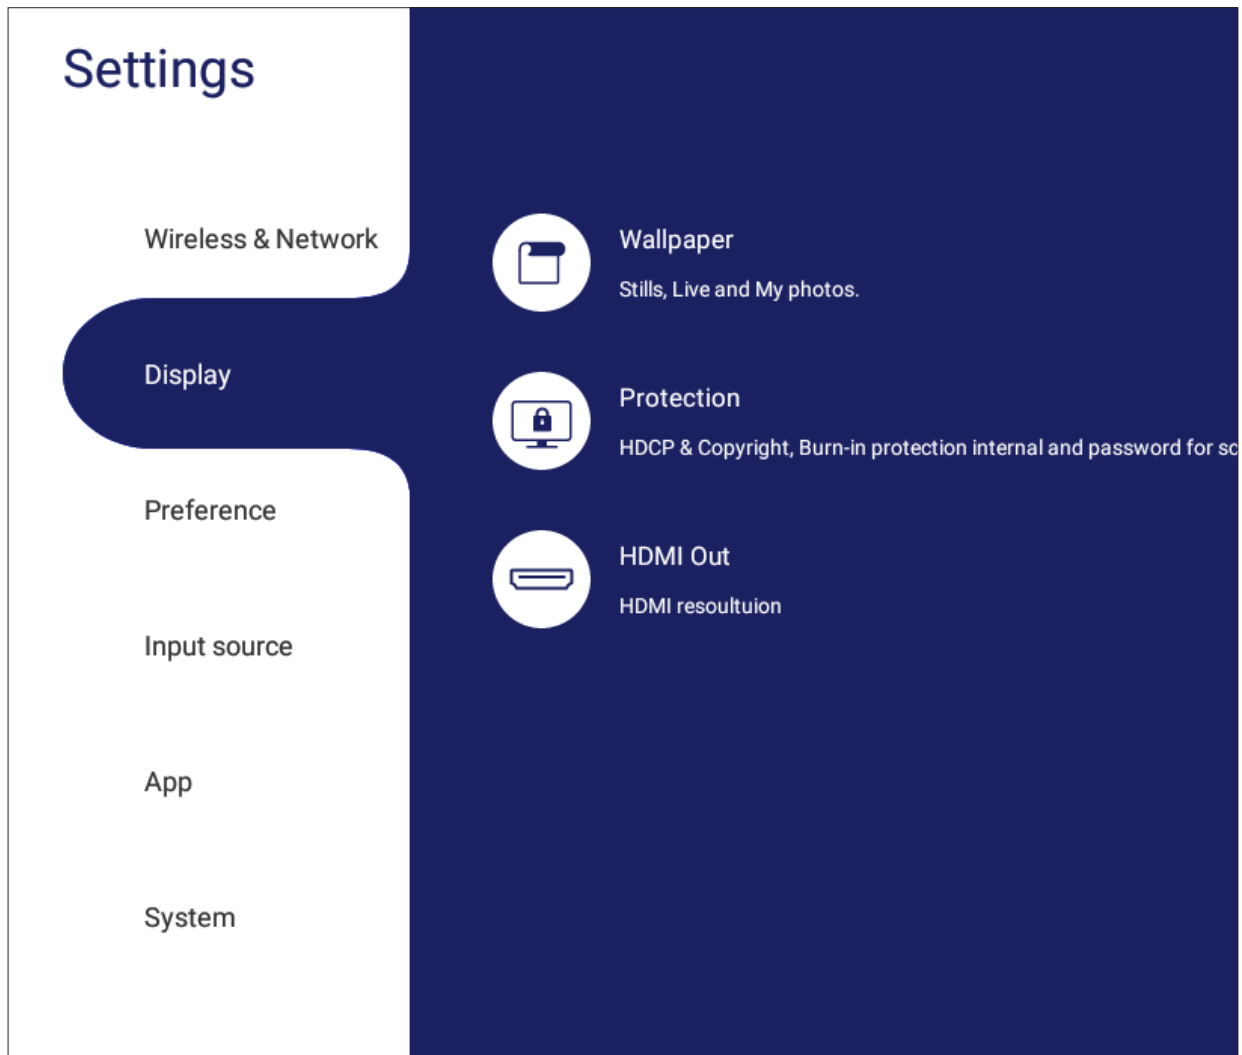 Settings
Wireless & Network
Display
Preference
Input source
App
System
Wallpaper
Stills, Live and My photos.
Protection
HDCP & Copyright, Burn-in protection internal and password for sc
HDMI Out
HDMI resoultuion